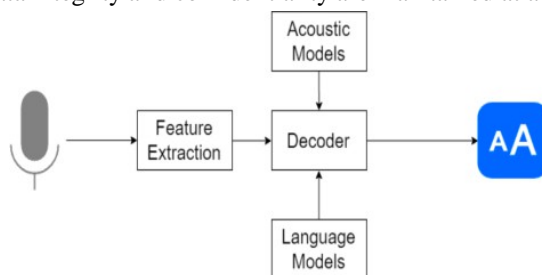 Acoustic
Models
Feature
Extraction
Decoder
AA
Language
Models